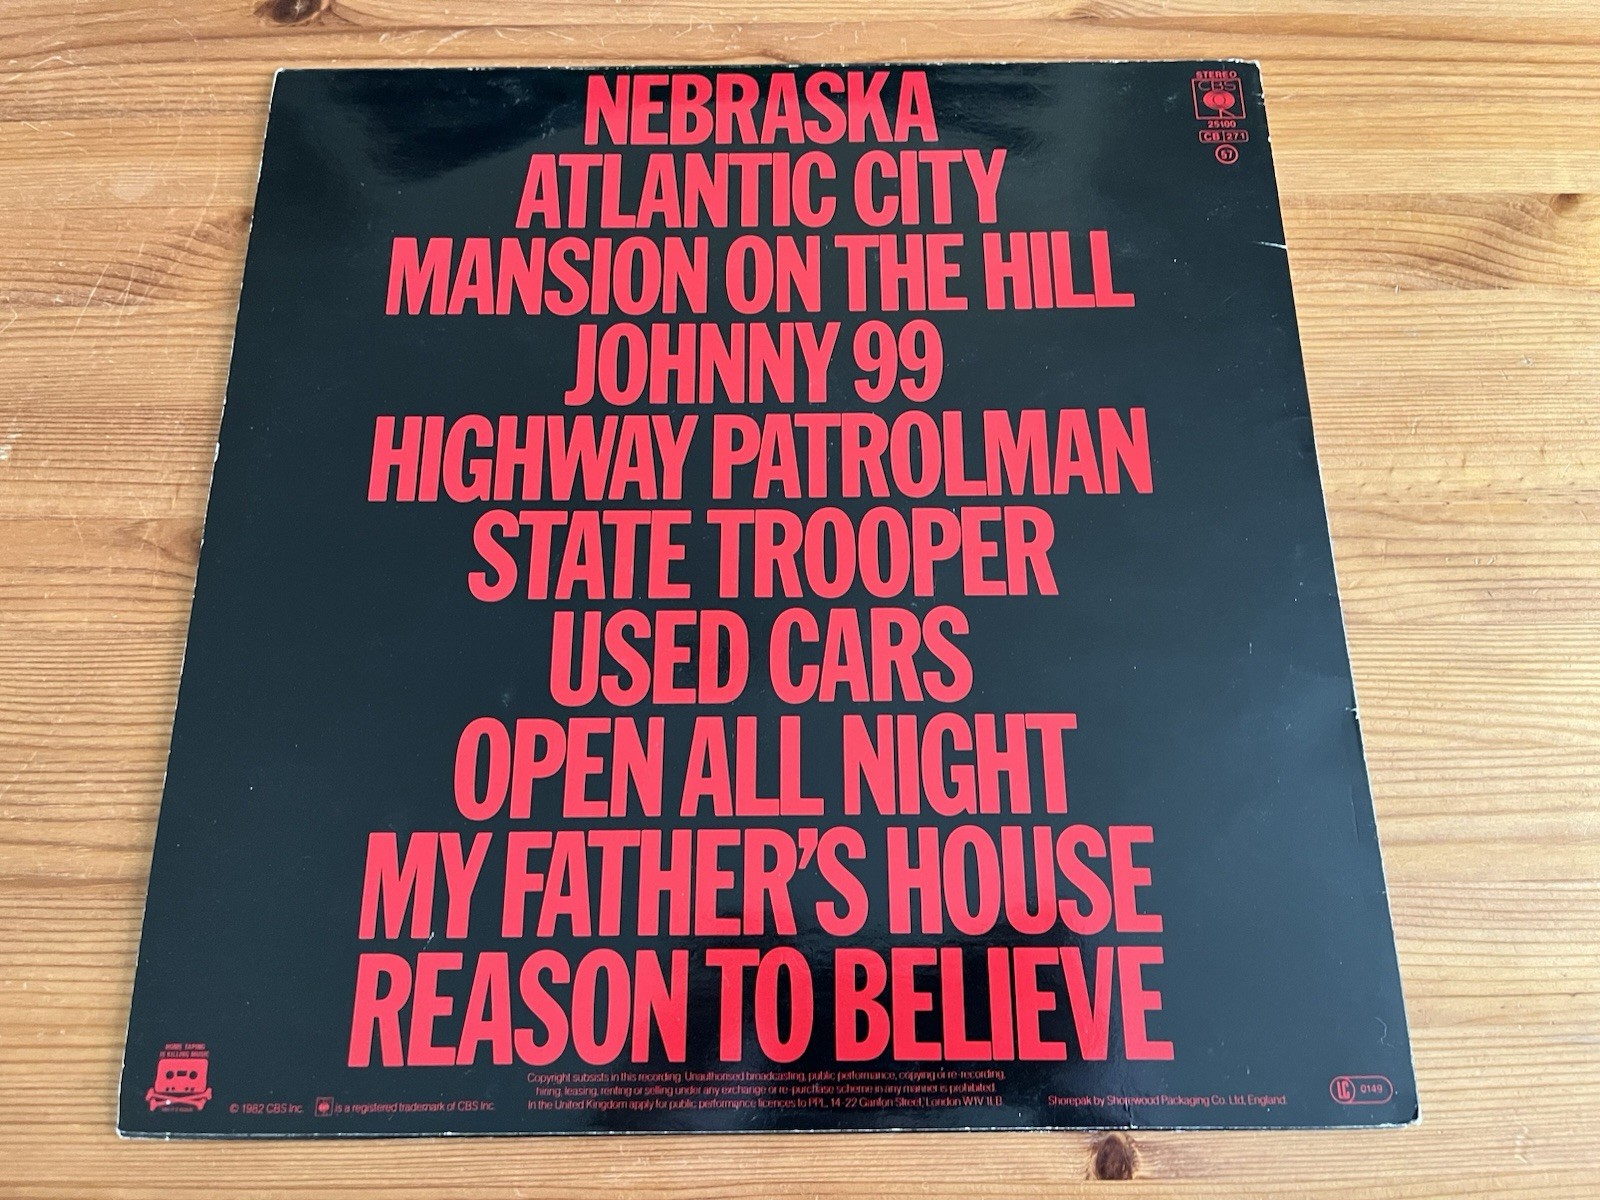 NEBRASKA
STEREO
CBS
25100
CB 271
57
ATLANTIC CITY
MANSION ON THE HILL
JOHNNY 99
HIGHWAY PATROLMAN
STATE TROOPER
USED CARS
OPEN ALL NIGHT
MY FATHER'S HOUSE
REASON TO BELIEVE
HOME TAPING
IS KILLING MUSIC
© 1982 CBS Inc.
is a registered trademark of CBS Inc.
Copyright subsists in this recording. Unauthorised broadcasting, public performance, copying or re-recording,
hiring, leasing, renting or selling under any exchange or re-purchase scheme in any manner is prohibited.
In the United Kingdom apply for public performance licences to PPL, 14-22 Ganton Street, London W1V 1LB
Shorepak by Shorewood Packaging Co. Ltd, England.
LC 0149